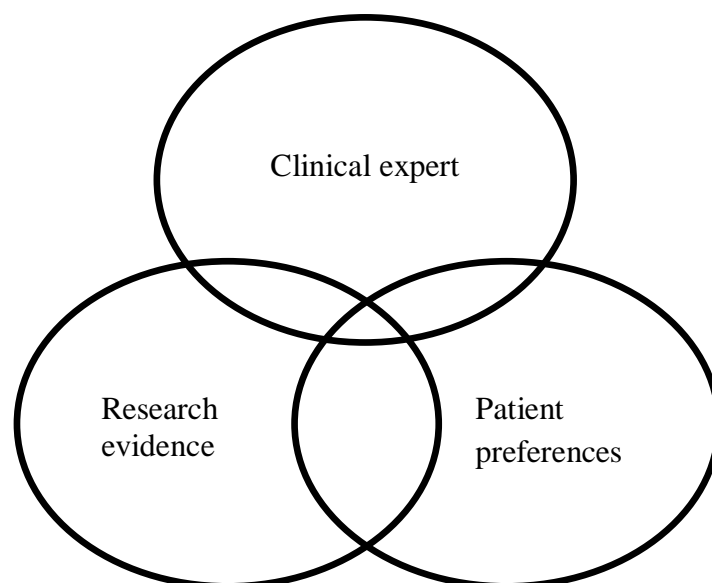 Clinical expert
Research
evidence
Patient
preferences